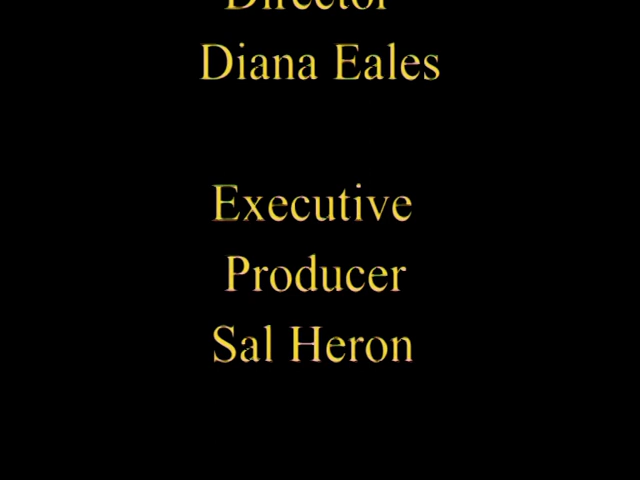 Director
Diana Eales
Executive
Producer
Sal Heron